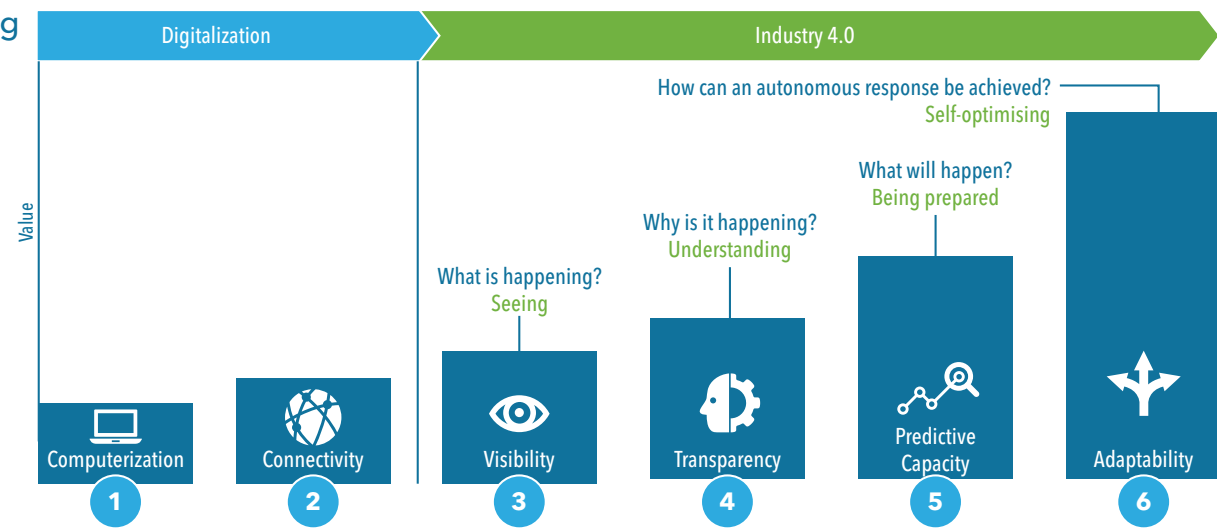 g
Digitalization
Industry 4.0
How can an autonomous response be achieved?
Self-optimising
What will happen?
Being prepared
Why is it happening?
Understanding
What is happening?
Seeing
Value
Computerization
Connectivity
Visibility
Transparency
Predictive
Capacity
Adaptability
1
2
3
4
5
6